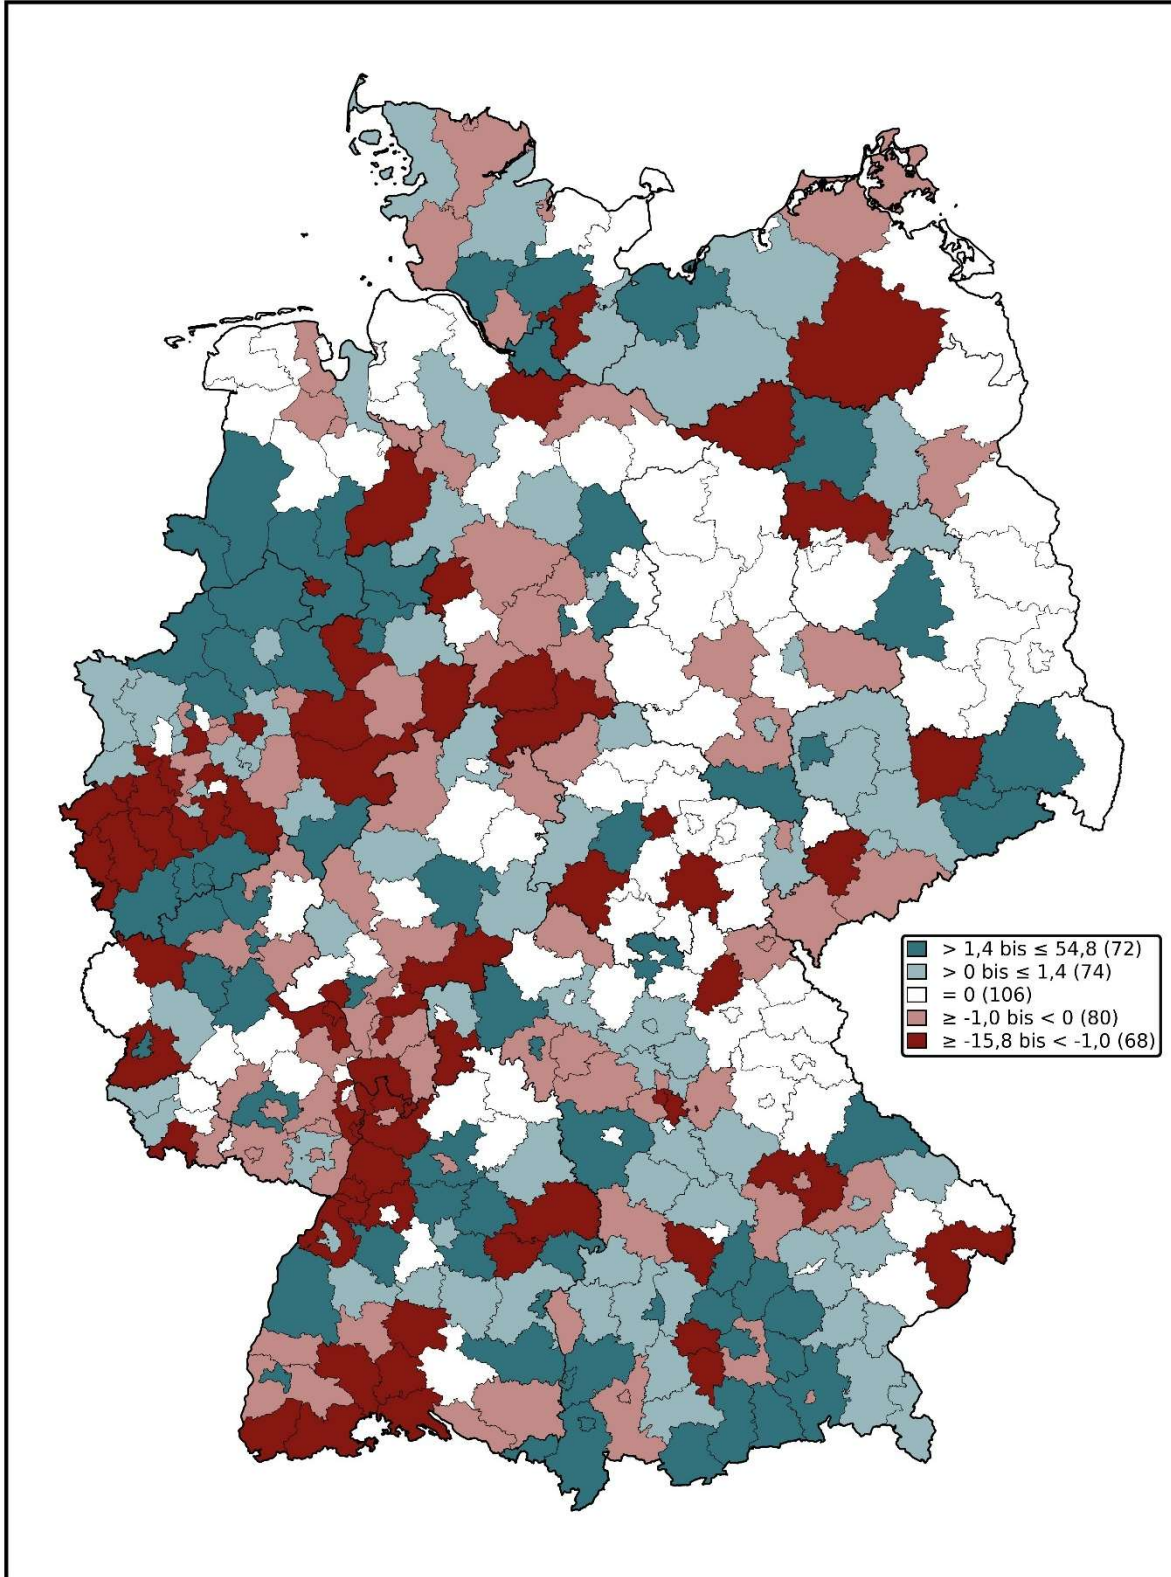 > 1,4 bis ≤ 54,8 (72)
> 0 bis ≤ 1,4 (74)
= 0 (106)
≥ -1,0 bis < 0 (80)
≥ -15,8 bis < -1,0 (68)